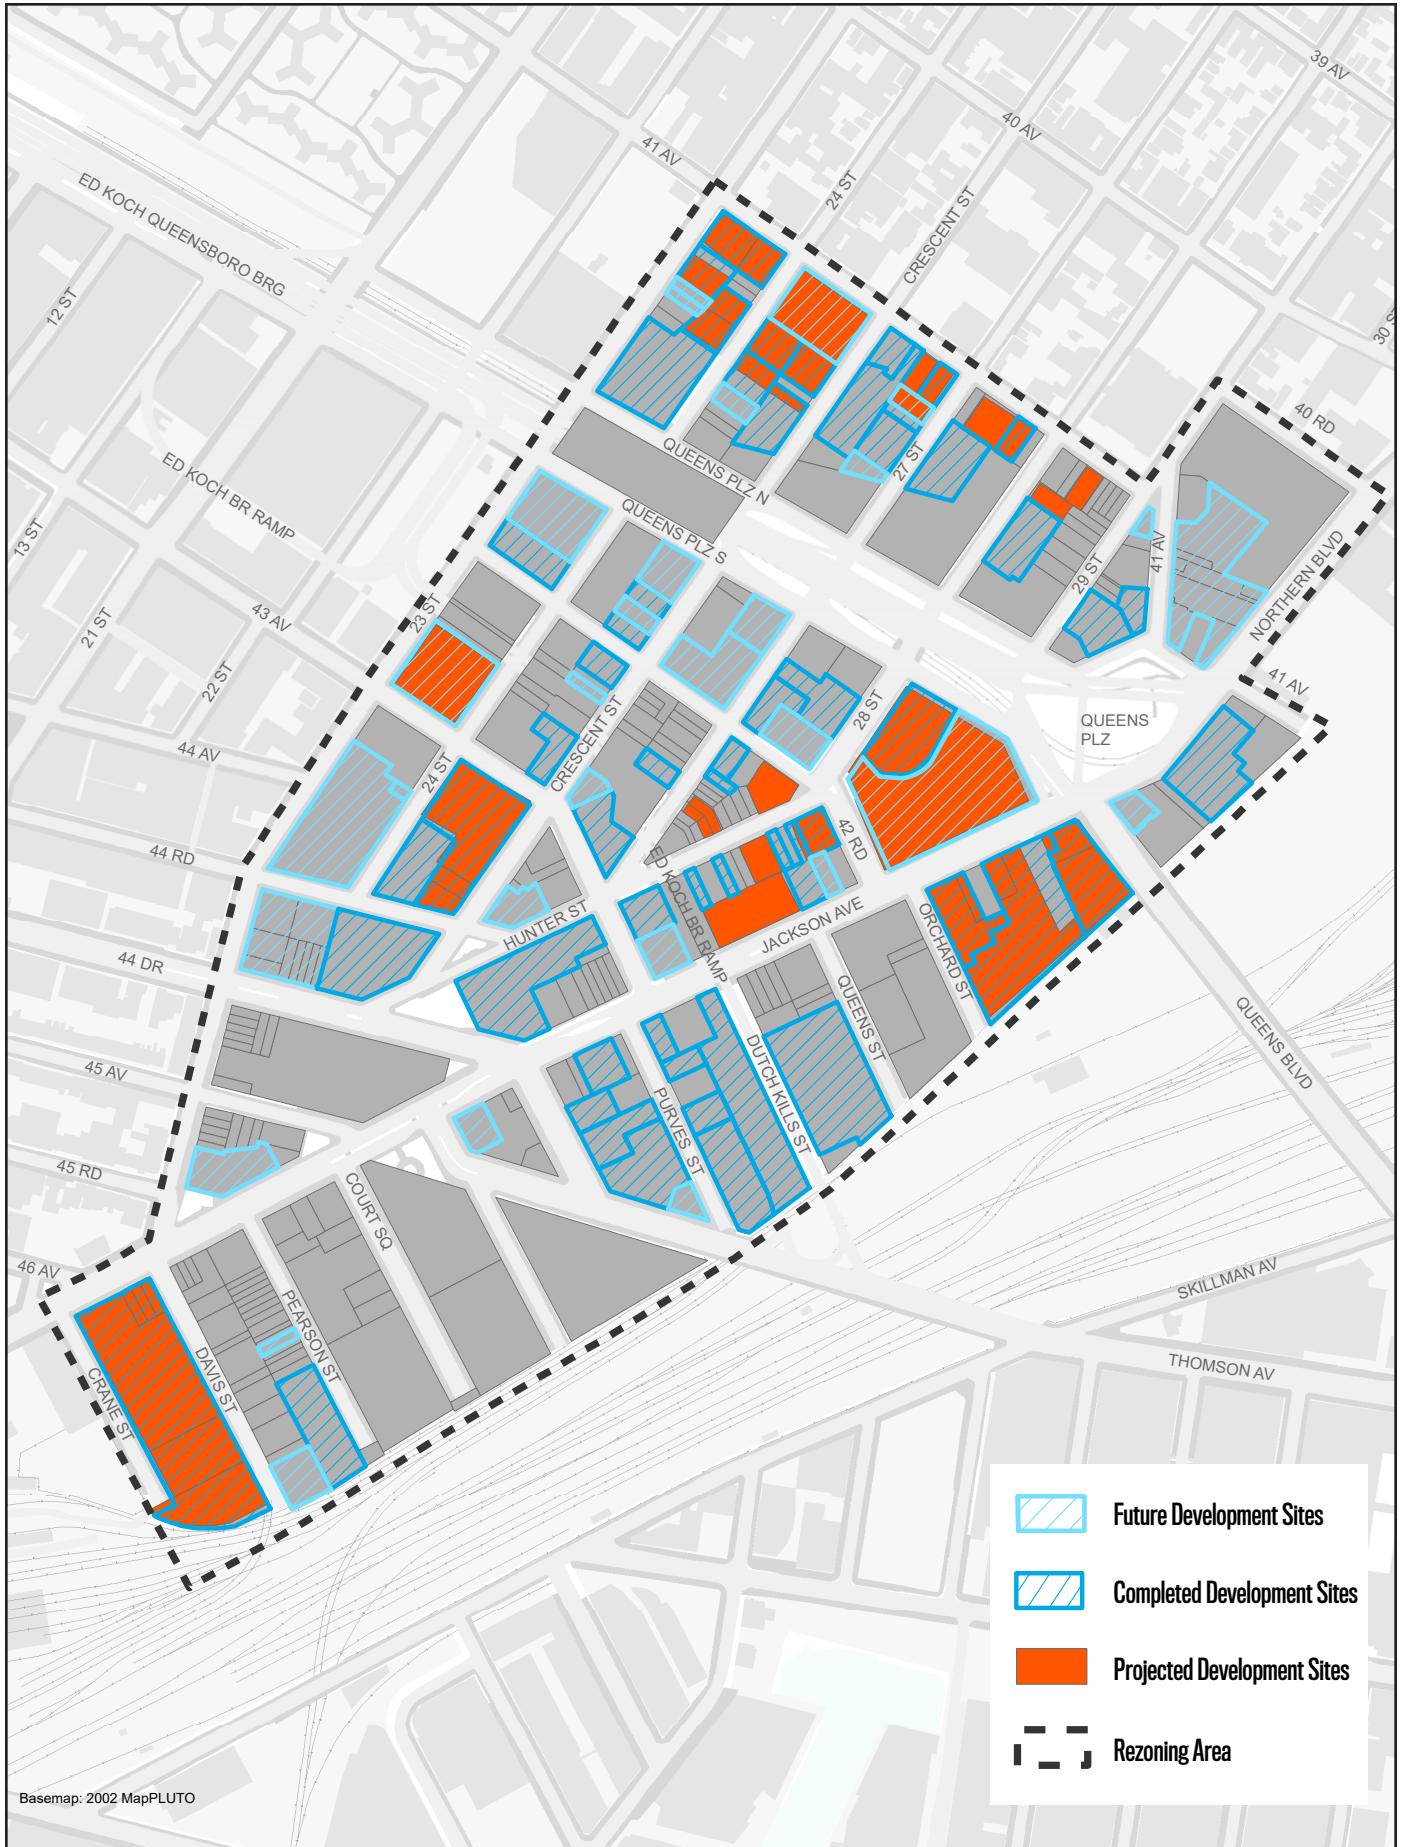 39 AV
40 AV
41 AV
24 ST
CRESCENT ST
ED KOCH QUEENSBORO BRG
12 ST
30 S
40 RD
QUEENS PLZ N
27 ST
ED KOCH BR RAMP
QUEENS PLZ S
13 ST
41 AV
NORTHERN BLVD
29 ST
23 ST
43 AV
21 ST
22 ST
41 AV
28 ST
QUEENS
PLZ
44 AV
24 ST
CRESCENT ST
44 RD
42 RD
ED KOCH BR RAMP
HUNTER ST
JACKSON AVE
ORCHARD ST
44 DR
QUEENS ST
QUEENS BLVD
45 AV
DUTCH KILLS ST
PURVES ST
45 RD
COURT SQ
46 AV
SKILLMAN AV
PEARSON ST
DAVIS ST
CRANE ST
THOMSON AV
Future Development Sites
Completed Development Sites
Projected Development Sites
Rezoning Area
Basemap: 2002 MapPLUTO